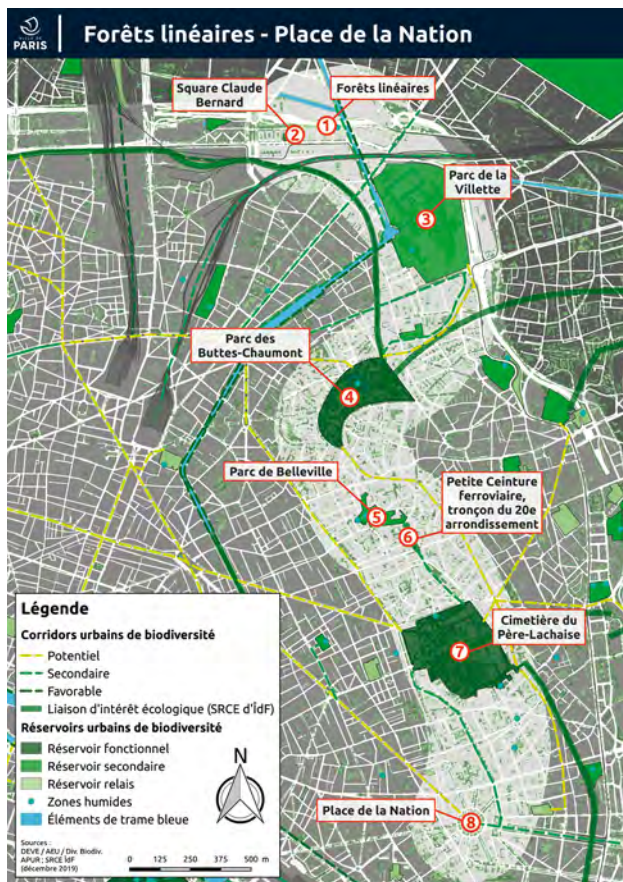 VILLE DE
PARIS
Forêts linéaires - Place de la Nation
Square Claude
Bernard
Forêts linéaires
1
2
Parc de la
Villette
3
Parc des
Buttes-Chaumont
4
Parc de Belleville
5
Petite Ceinture
ferroviaire,
tronçon du 20e
arrondissement
6
Cimetière du
Père-Lachaise
7
Place de la Nation
8
Légende
Corridors urbains de biodiversité
Potentiel
Secondaire
Favorable
Liaison d'intérêt écologique (SRCE d'ÎdF)
Réservoirs urbains de biodiversité
Réservoir fonctionnel
Réservoir secondaire
Réservoir relais
Zones humides
Éléments de trame bleue
N
Sources :
DEVE / AEU / Div. Biodiv.
APUR ; SRCE ÎdF
(décembre 2019)
0 125 250 375 500 m